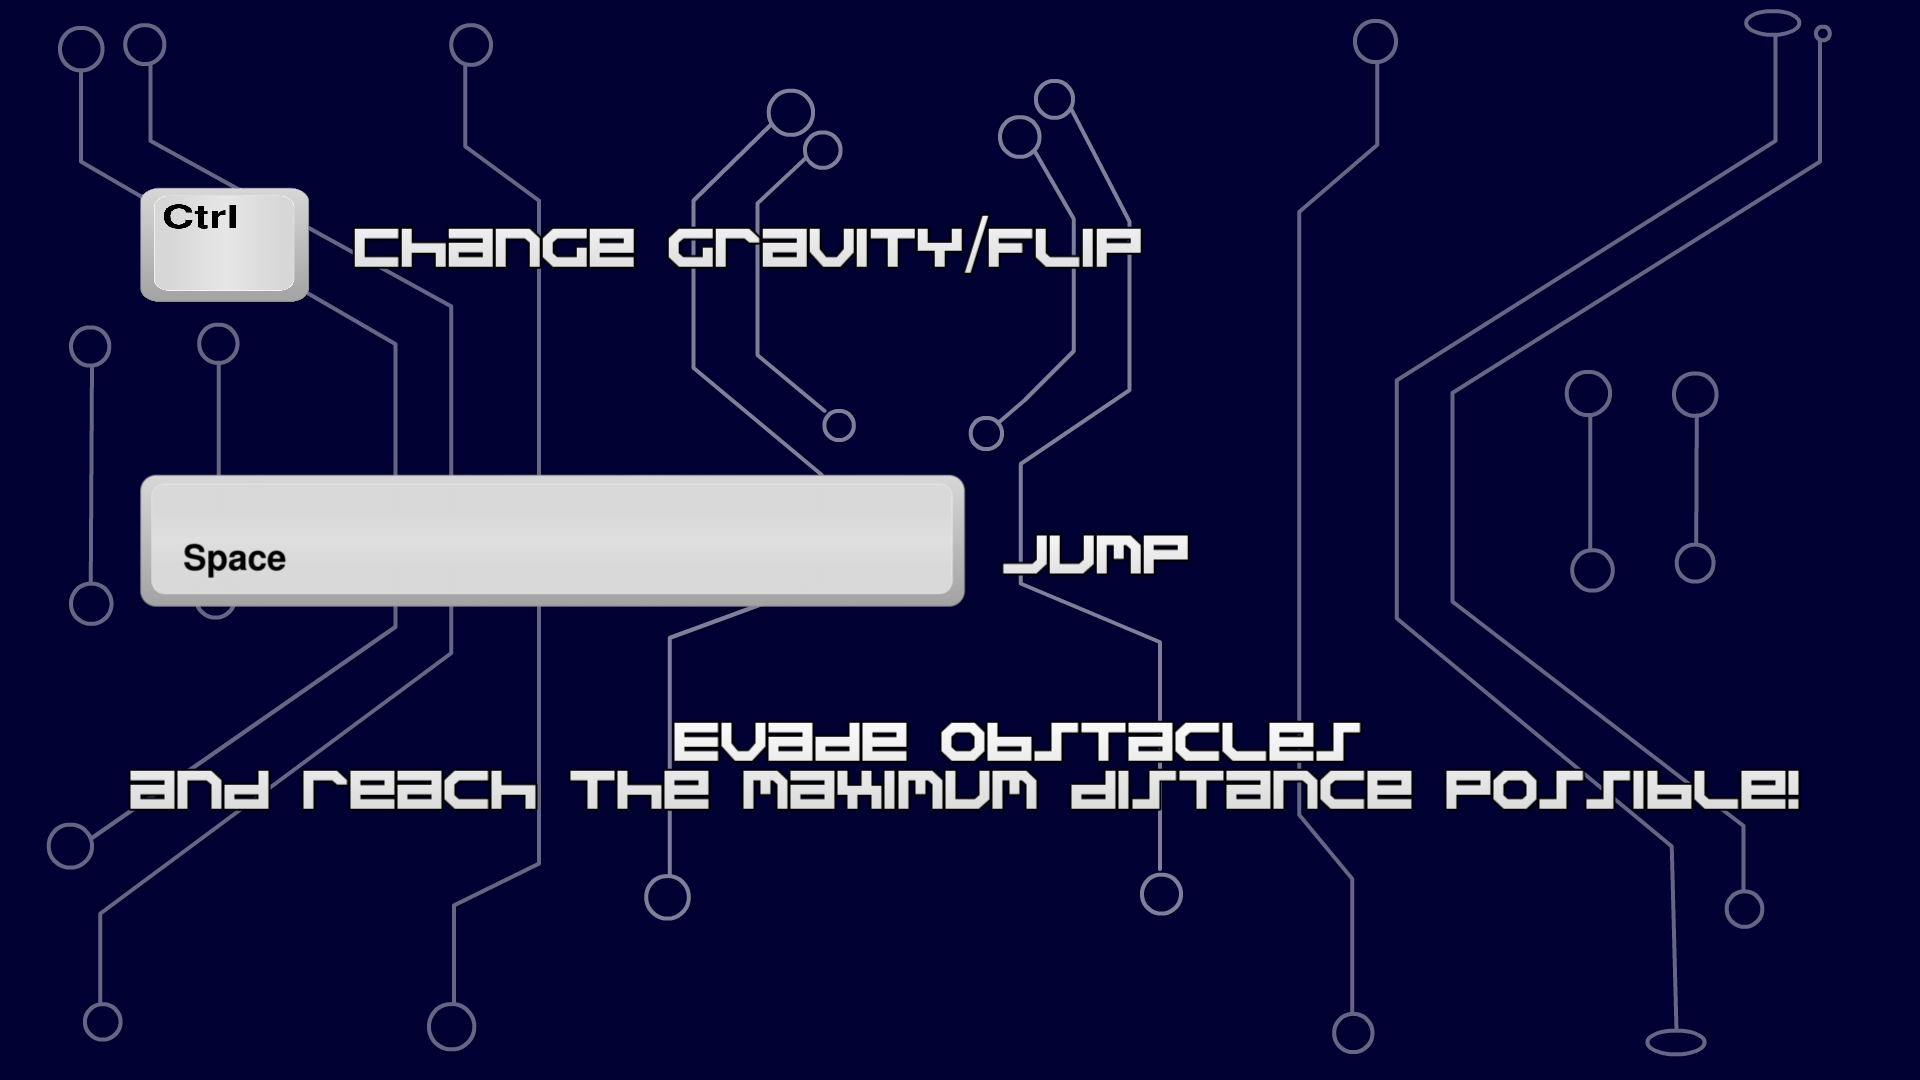 Ctrl
CHANGE GRAVITY/FLIP
Space
JUMP
EVADE OBSTACLES
AND REACH THE MAXIMUM DISTANCE POSSIBLE!